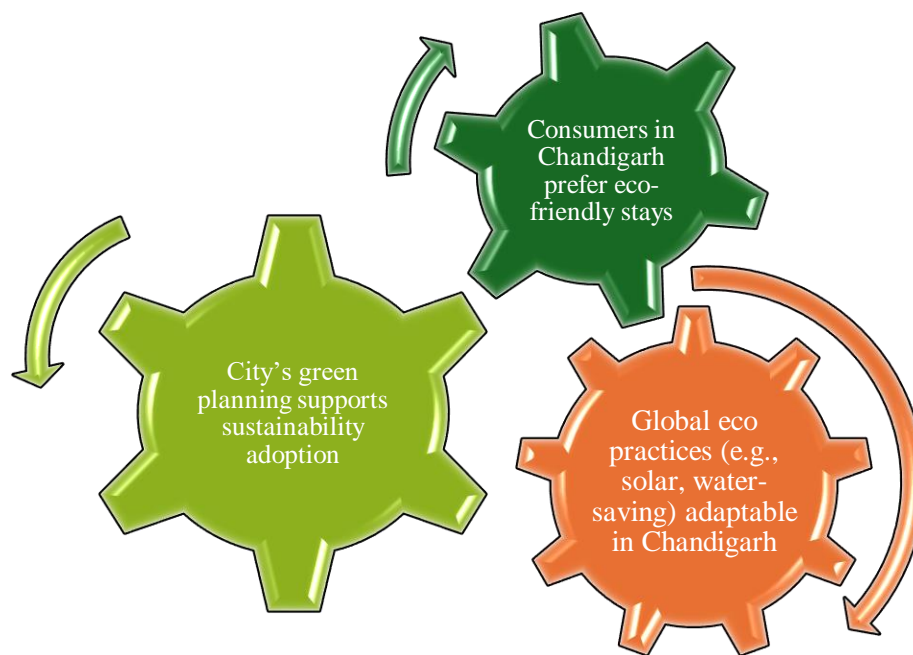 Consumers in
Chandigarh
prefer eco-
friendly stays
City’s green
planning supports
sustainability
adoption
Global eco
practices (e.g.,
solar, water-
saving) adaptable
in Chandigarh